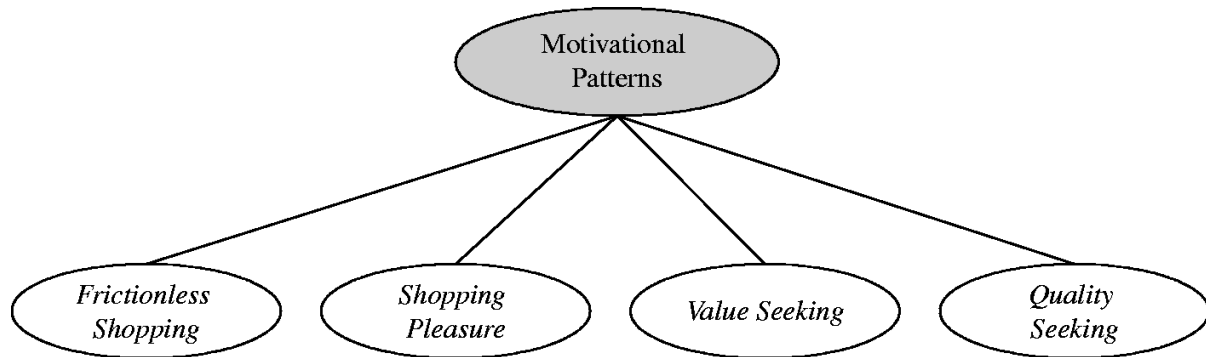 Motivational
Patterns
Frictionless
Shopping
Shopping
Pleasure
Value Seeking
Quality
Seeking